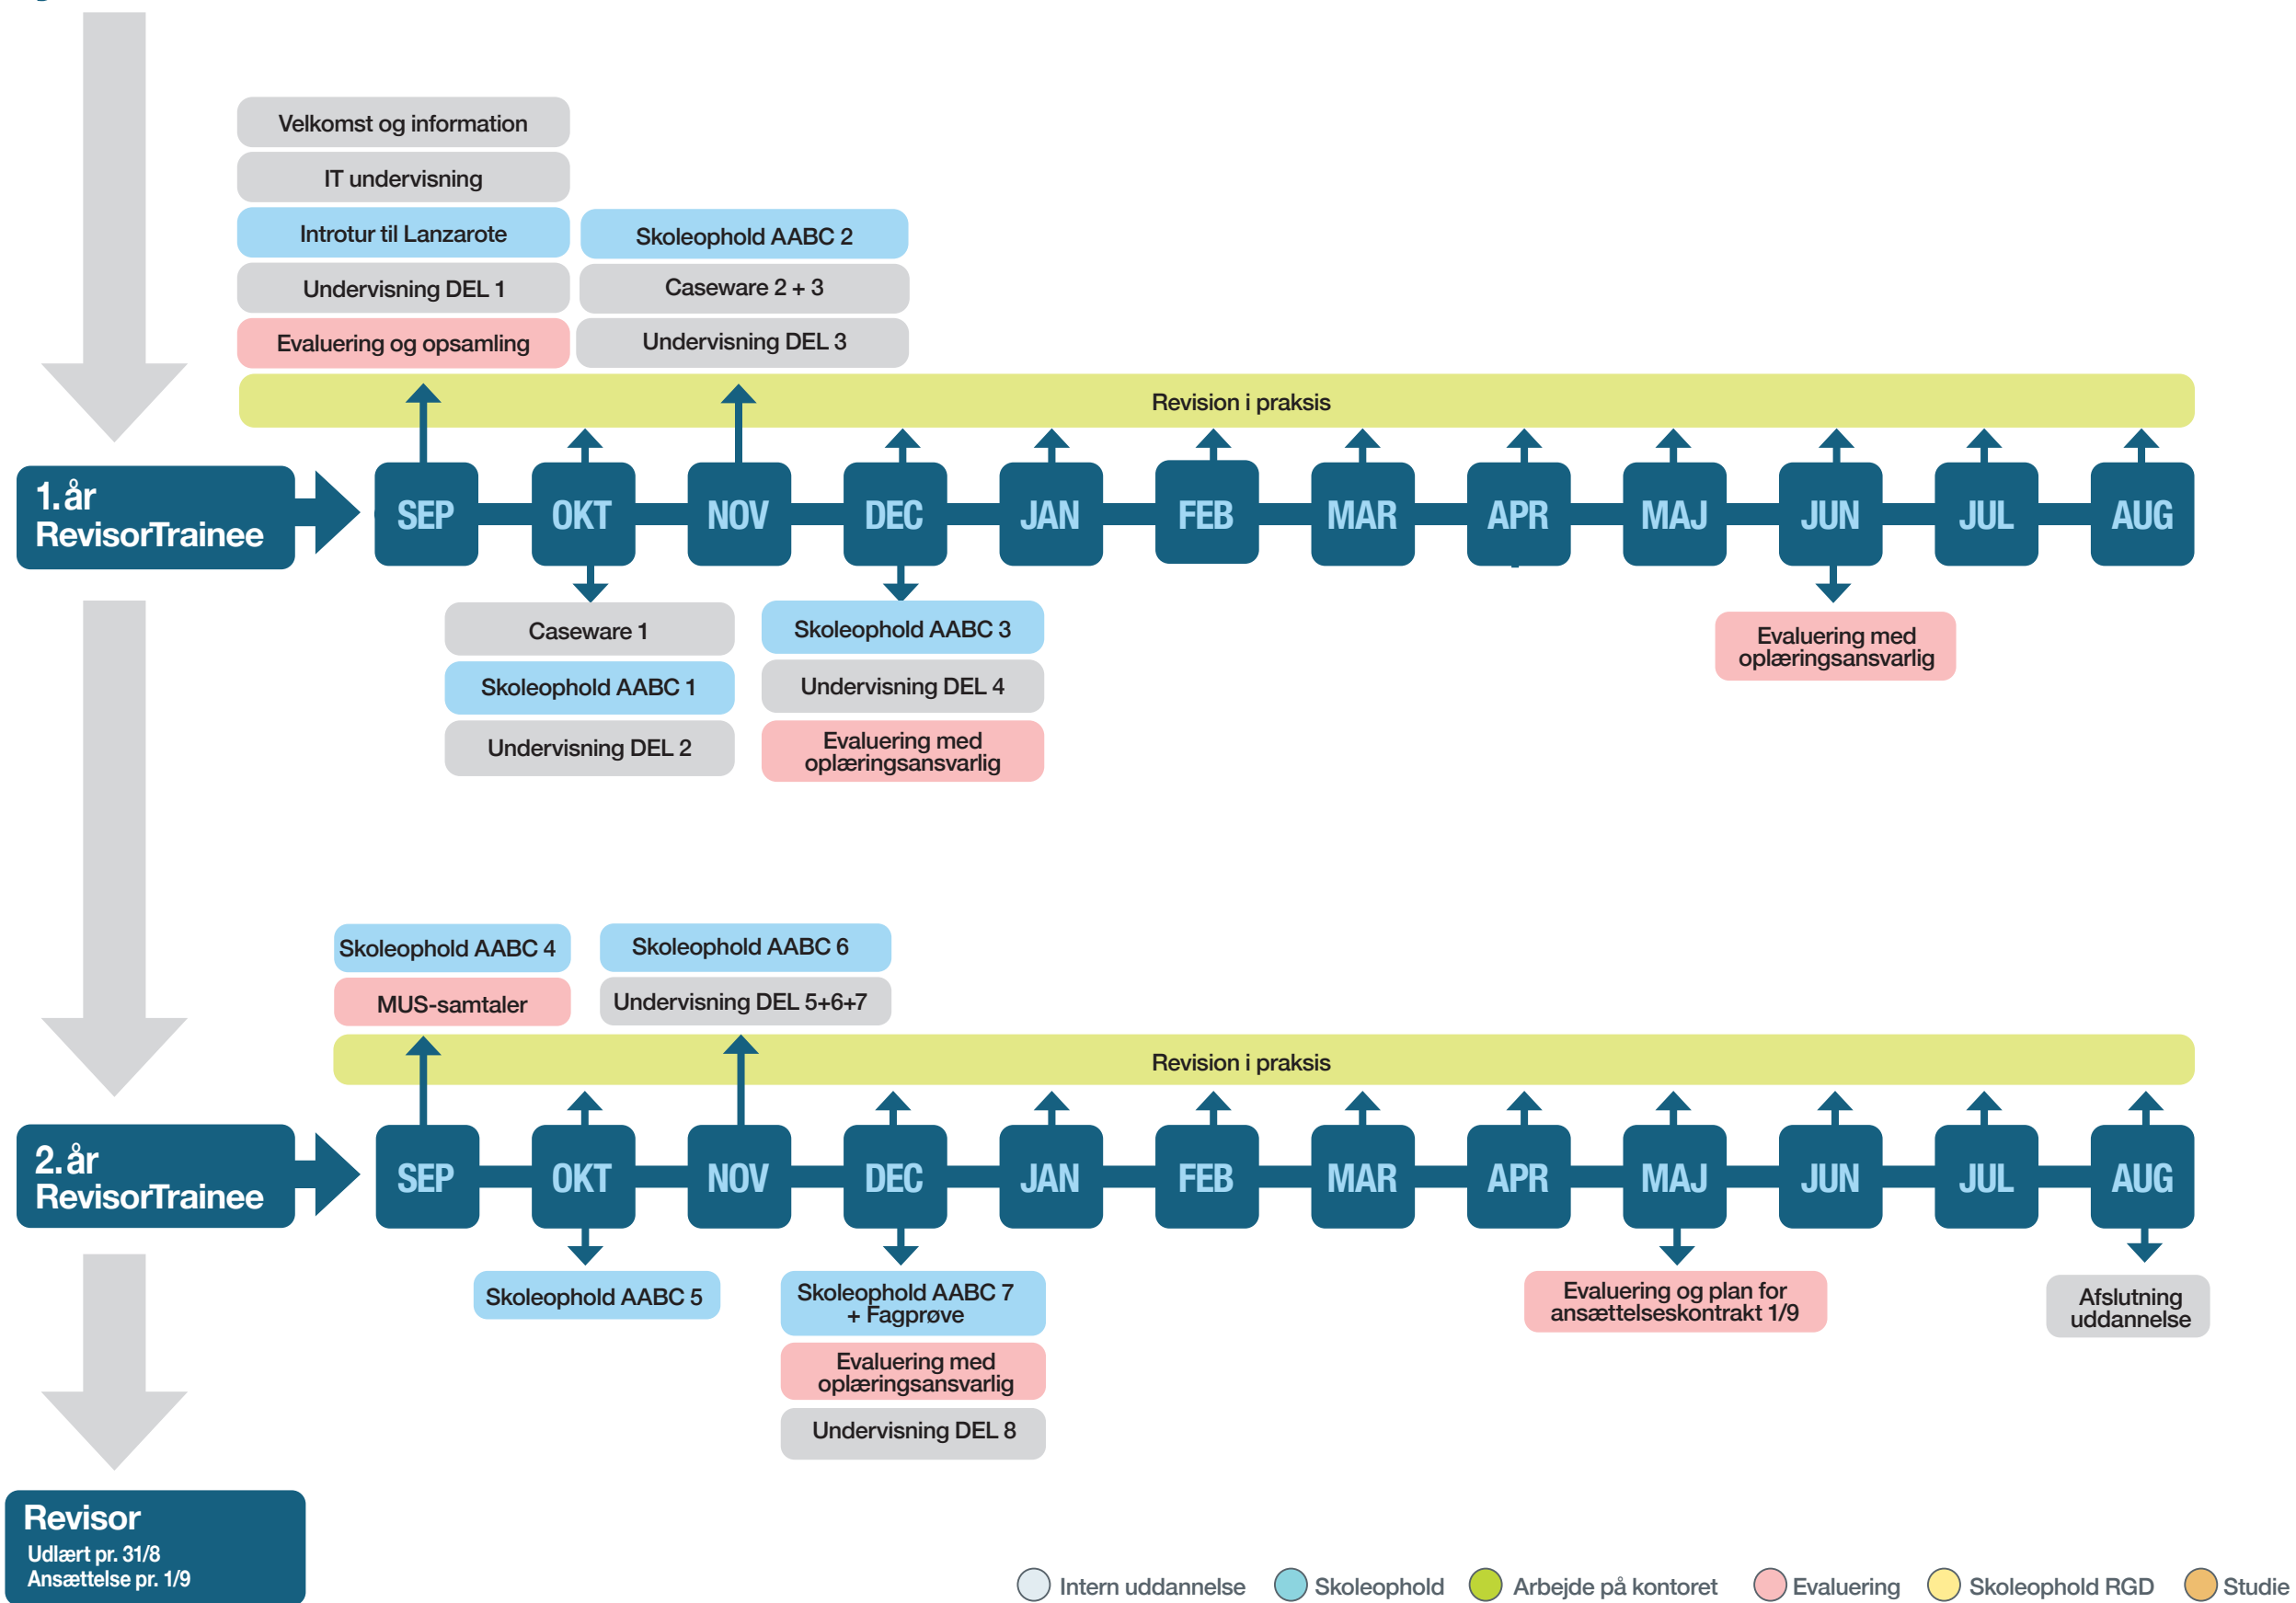 Velkomst og information
IT undervisning
Introtur til Lanzarote
Undervisning DEL 1
Evaluering og opsamling
Skoleophold AABC 2
Caseware 2 + 3
Undervisning DEL 3
Revision i praksis
1. år
RevisorTrainee
SEP
OKT
NOV
DEC
JAN
FEB
MAR
APR
MAJ
JUN
JUL
AUG
Caseware 1
Skoleophold AABC 1
Undervisning DEL 2
Skoleophold AABC 3
Undervisning DEL 4
Evaluering med
oplæringsansvarlig
Evaluering med
oplæringsansvarlig
Skoleophold AABC 4
MUS-samtaler
Skoleophold AABC 6
Undervisning DEL 5+6+7
Revision i praksis
2. år
RevisorTrainee
SEP
OKT
NOV
DEC
JAN
FEB
MAR
APR
MAJ
JUN
JUL
AUG
Skoleophold AABC 5
Skoleophold AABC 7
+ Fagprøve
Evaluering med
oplæringsansvarlig
Undervisning DEL 8
Evaluering og plan for
ansættelseskontrakt 1/9
Afslutning
uddannelse
Revisor
Udlært pr. 31/8
Ansættelse pr. 1/9
Intern uddannelse
Skoleophold
Arbejde på kontoret
Evaluering
Skoleophold RGD
Studie